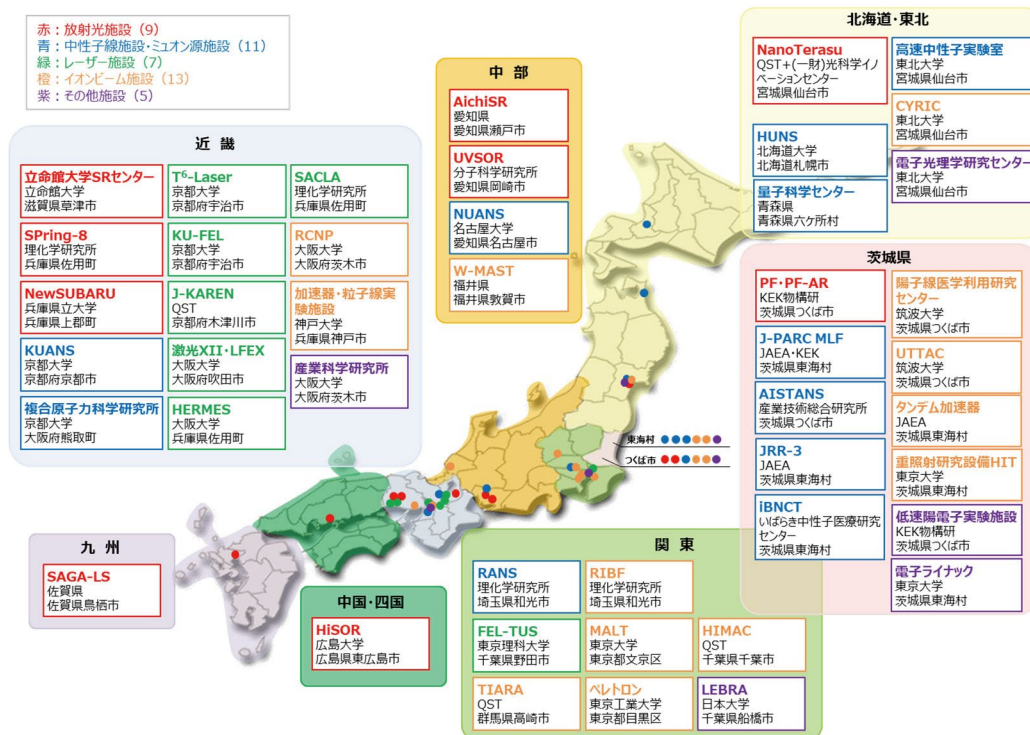 赤：放射光施設（9）
青：中性子線施設・ミュオン源施設（11）
緑：レーザー施設（7）
橙：イオンビーム施設（13）
紫：その他施設（5）
近 畿
立命館大学SRセンター
立命館大学
滋賀県草津市
SPring-8
理化学研究所
兵庫県佐用町
NewSUBARU
兵庫県立大学
兵庫県上郡町
KUANS
京都大学
京都府京都市
複合原子力科学研究所
京都大学
大阪府熊取町
T⁶-Laser
京都大学
京都府宇治市
KU-FEL
京都大学
京都府宇治市
J-KAREN
QST
京都府木津川市
激光XII・LFEX
大阪大学
大阪府吹田市
HERMES
大阪大学
兵庫県佐用町
SACLA
理化学研究所
兵庫県佐用町
RCNP
大阪大学
大阪府茨木市
加速器・粒子線実
験施設
神戸大学
兵庫県神戸市
産業科学研究所
大阪大学
大阪府茨木市
中 部
AichiSR
愛知県
愛知県瀬戸市
UVSOR
分子科学研究所
愛知県岡崎市
NUANS
名古屋大学
愛知県名古屋市
W-MAST
福井県
福井県敦賀市
北海道・東北
NanoTerasu
QST+(一財)光科学イノ
ベーションセンター
宮城県仙台市
HUNS
北海道大学
北海道札幌市
量子科学センター
青森県
青森県六ケ所村
高速中性子実験室
東北大学
宮城県仙台市
CYRIC
東北大学
宮城県仙台市
電子光理学研究センター
東北大学
宮城県仙台市
茨城県
PF・PF-AR
KEK物構研
茨城県つくば市
J-PARC MLF
JAEA・KEK
茨城県東海村
AISTANS
産業技術総合研究所
茨城県つくば市
JRR-3
JAEA
茨城県東海村
iBNCT
いばらき中性子医療研究
センター
茨城県東海村
陽子線医学利用研究
センター
筑波大学
茨城県つくば市
UTTAC
筑波大学
茨城県つくば市
タンデム加速器
JAEA
茨城県東海村
重照射研究設備HIT
東京大学
茨城県東海村
低速陽電子実験施設
KEK物構研
茨城県つくば市
電子ライナック
東京大学
茨城県東海村
東海村
つくば市
九 州
SAGA-LS
佐賀県
佐賀県鳥栖市
中国・四国
HiSOR
広島大学
広島県東広島市
関 東
RANS
理化学研究所
埼玉県和光市
RIBF
理化学研究所
埼玉県和光市
FEL-TUS
東京理科大学
千葉県野田市
MALT
東京大学
東京都文京区
HIMAC
QST
千葉県千葉市
TIARA
QST
群馬県高崎市
ペレトロン
東京工業大学
東京都目黒区
LEBRA
日本大学
千葉県船橋市